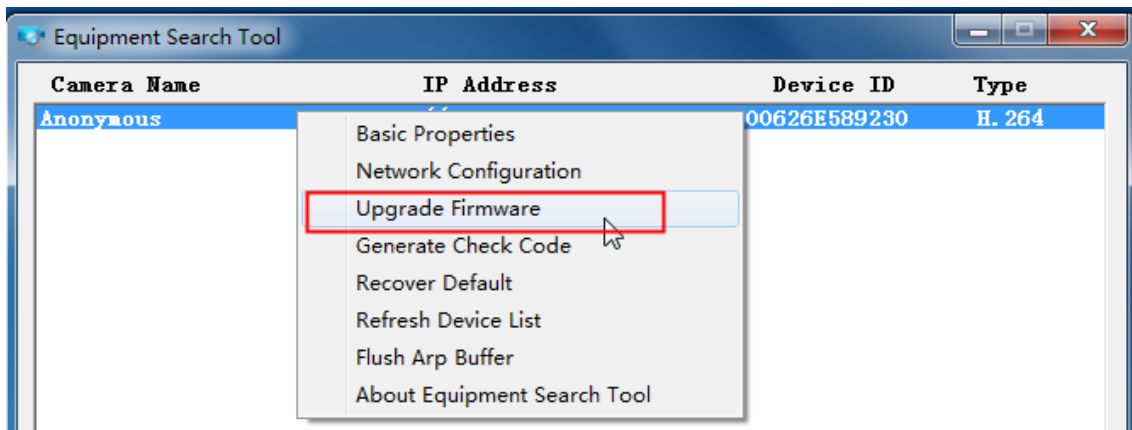 Equipment Search Tool
Camera Name IP Address Device ID Type
Anonymous 00626E589230 H.264
Basic Properties
Network Configuration
Upgrade Firmware
Generate Check Code
Recover Default
Refresh Device List
Flush Arp Buffer
About Equipment Search Tool